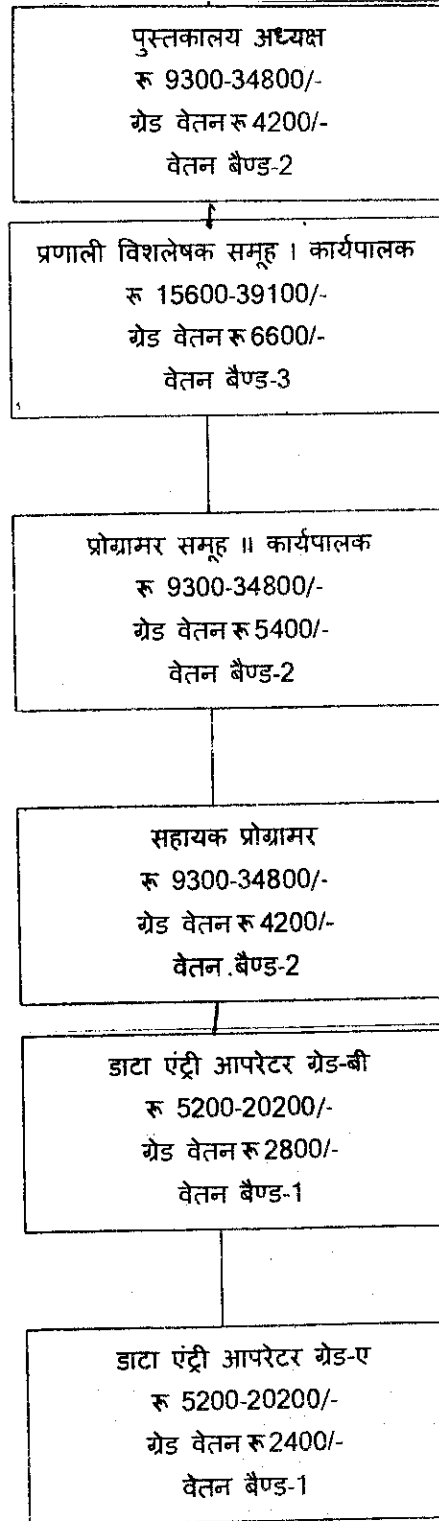 पुस्तकालय अध्यक्ष
रू 9300-34800/-
ग्रेड वेतन रू 4200/-
वेतन बैण्ड-2
प्रणाली विशलेषक समूह I कार्यपालक
रू 15600-39100/-
ग्रेड वेतन रू 6600/-
वेतन बैण्ड-3
प्रोग्रामर समूह II कार्यपालक
रू 9300-34800/-
ग्रेड वेतन रू 5400/-
वेतन बैण्ड-2
सहायक प्रोग्रामर
रू 9300-34800/-
ग्रेड वेतन रू 4200/-
वेतन बैण्ड-2
डाटा एंट्री आपरेटर ग्रेड-बी
रू 5200-20200/-
ग्रेड वेतन रू 2800/-
वेतन बैण्ड-1
डाटा एंट्री आपरेटर ग्रेड-ए
रू 5200-20200/-
ग्रेड वेतन रू 2400/-
वेतन बैण्ड-1